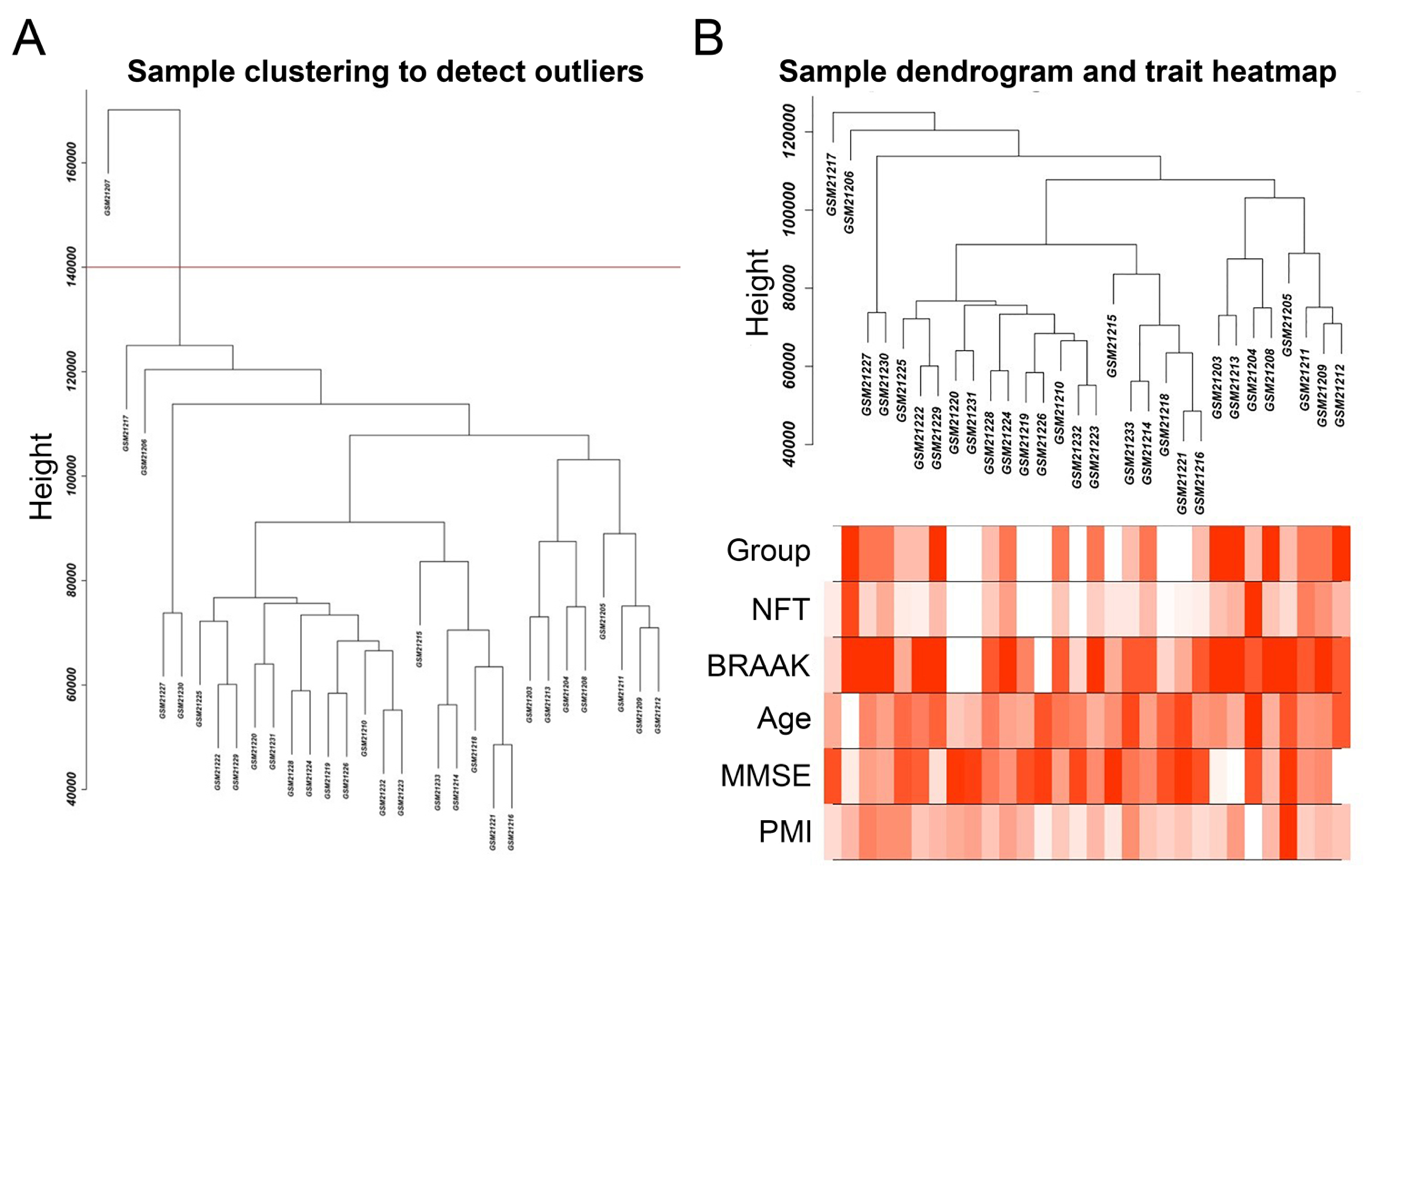 A
Sample clustering to detect outliers
Height
160000
140000
120000
100000
80000
60000
40000
GSM21207
GSM21217
GSM21206
GSM21227
GSM21230
GSM21225
GSM21222
GSM21229
GSM21220
GSM21231
GSM21228
GSM21224
GSM21219
GSM21226
GSM21210
GSM21232
GSM21223
GSM21215
GSM21233
GSM21214
GSM21218
GSM21221
GSM21216
GSM21203
GSM21213
GSM21204
GSM21208
GSM21205
GSM21211
GSM21209
GSM21212
B
Sample dendrogram and trait heatmap
Height
120000
100000
80000
60000
40000
GSM21217
GSM21206
GSM21227
GSM21230
GSM21225
GSM21222
GSM21229
GSM21220
GSM21231
GSM21228
GSM21224
GSM21219
GSM21226
GSM21210
GSM21232
GSM21223
GSM21215
GSM21233
GSM21214
GSM21218
GSM21221
GSM21216
GSM21203
GSM21213
GSM21204
GSM21208
GSM21205
GSM21211
GSM21209
GSM21212
Group
NFT
BRAAK
Age
MMSE
PMI